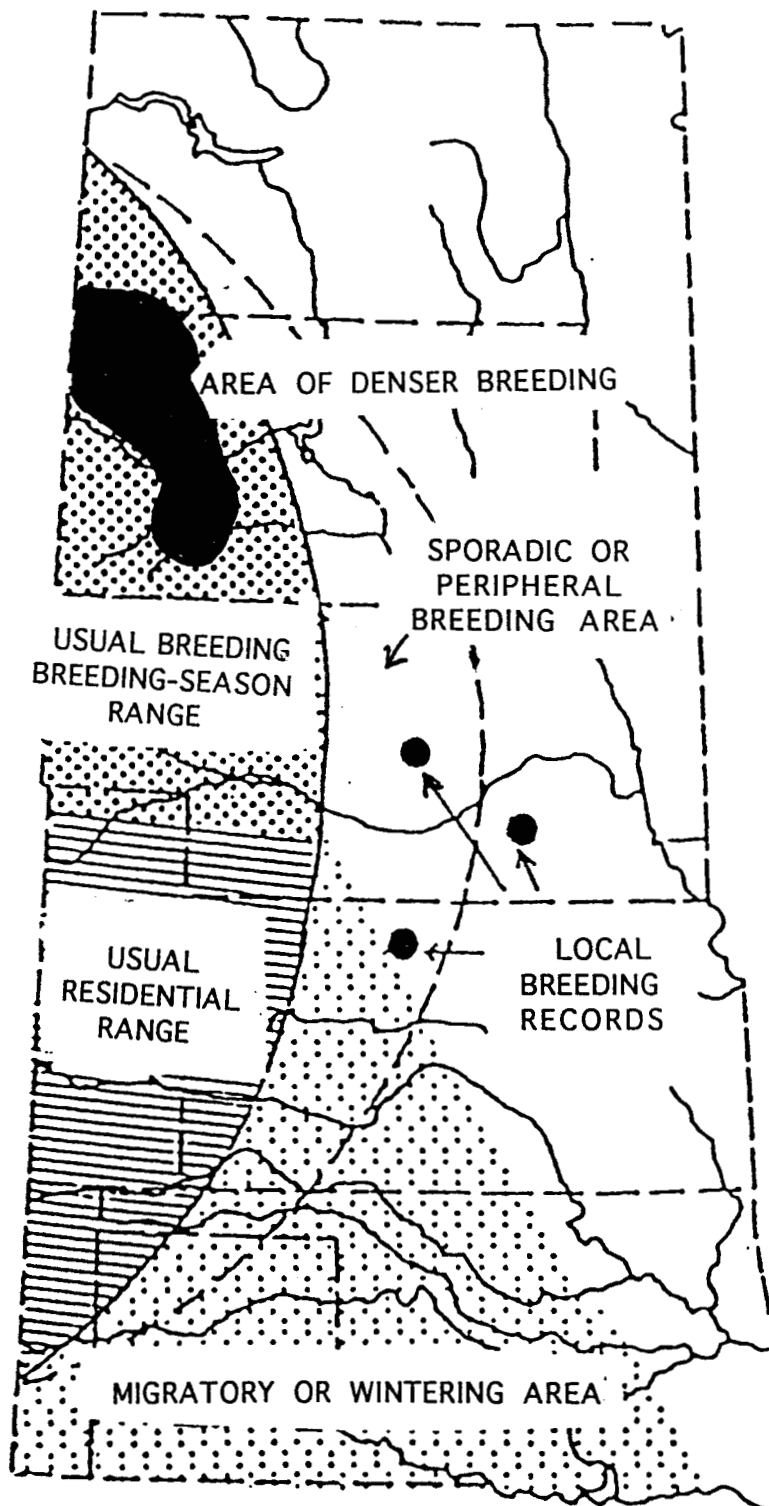 AREA OF DENSER BREEDING
SPORADIC OR
PERIPHERAL
BREEDING AREA
USUAL BREEDING
BREEDING-SEASON
RANGE
USUAL
RESIDENTIAL
RANGE
LOCAL
BREEDING
RECORDS
MIGRATORY OR WINTERING AREA